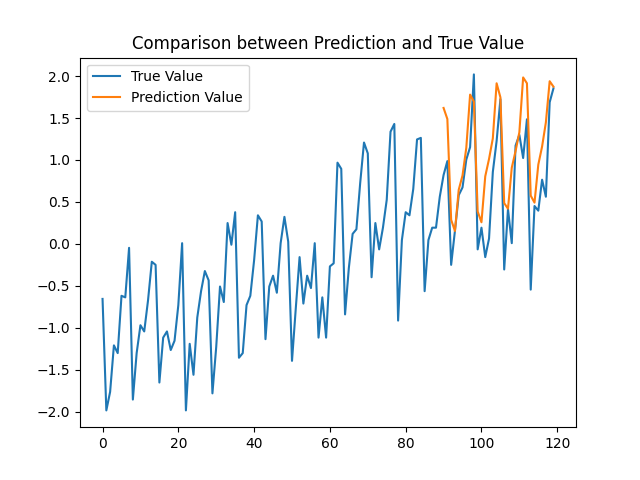 Comparison between Prediction and True Value
True Value
Prediction Value
2.0
1.5
1.0
0.5
0.0
−0.5
−1.0
−1.5
−2.0
0 20 40 60 80 100 120